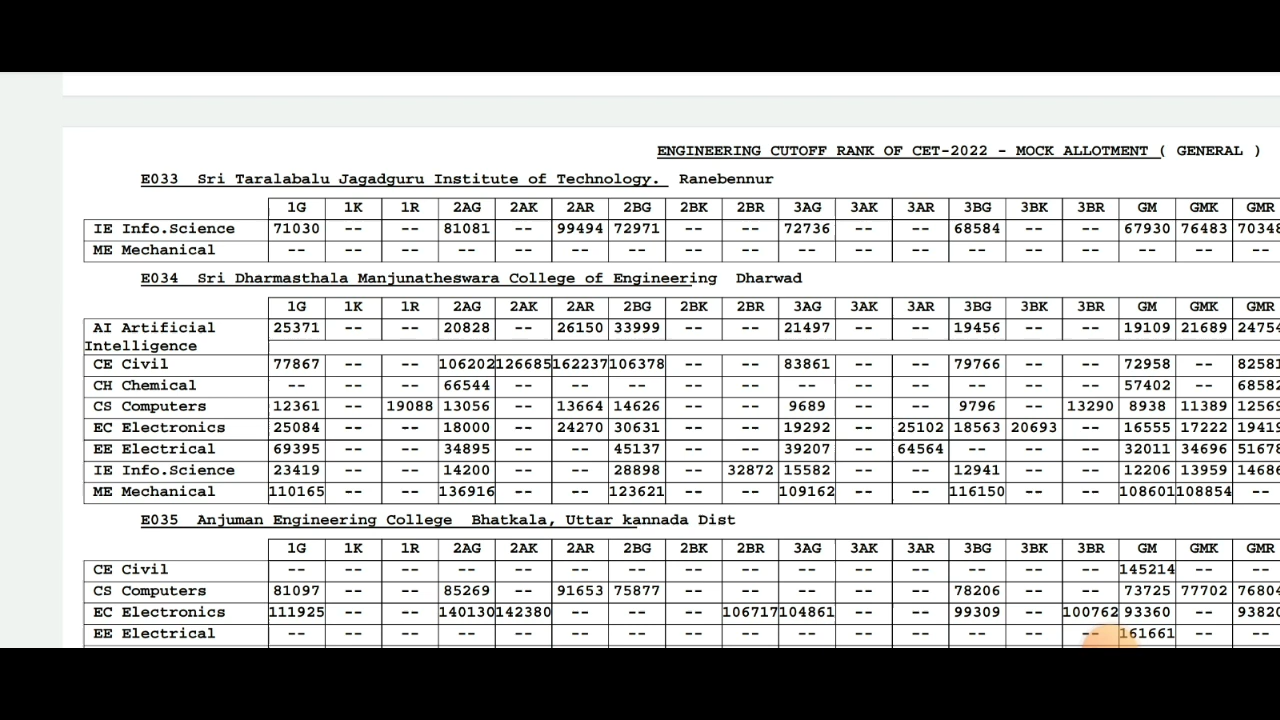 ENGINEERING CUTOFF RANK OF CET-2022 - MOCK ALLOTMENT ( GENERAL )
E033 Sri Taralabalu Jagadguru Institute of Technology. Ranebennur
1G 1K 1R 2AG 2AK 2AR 2BG 2BK 2BR 3AG 3AK 3AR 3BG 3BK 3BR GM GMK GMR
IE Info.Science 71030 -- -- 81081 -- 99494 72971 -- -- 72736 -- -- 68584 -- -- 67930 76483 70348
ME Mechanical -- -- -- -- -- -- -- -- -- -- -- -- -- -- -- -- -- --
E034 Sri Dharmasthala Manjunatheswara College of Engineering Dharwad
1G 1K 1R 2AG 2AK 2AR 2BG 2BK 2BR 3AG 3AK 3AR 3BG 3BK 3BR GM GMK GMR
AI Artificial 25371 -- -- 20828 -- 26150 33999 -- -- 21497 -- -- 19456 -- -- 19109 21689 24754
Intelligence
CE Civil 77867 -- -- 106202 126685 162237 106378 -- -- 83861 -- -- 79766 -- -- 72958 -- 82581
CH Chemical -- -- -- 66544 -- -- -- -- -- -- -- -- -- -- -- 57402 -- 68582
CS Computers 12361 -- 19088 13056 -- 13664 14626 -- -- 9689 -- -- 9796 -- 13290 8938 11389 12569
EC Electronics 25084 -- -- 18000 -- 24270 30631 -- -- 19292 -- 25102 18563 20693 -- 16555 17222 19419
EE Electrical 69395 -- -- 34895 -- -- 45137 -- -- 39207 -- 64564 -- -- -- 32011 34696 51678
IE Info.Science 23419 -- -- 14200 -- -- 28898 -- 32872 15582 -- -- 12941 -- -- 12206 13959 14686
ME Mechanical 110165 -- -- 136916 -- -- 123621 -- -- 109162 -- -- 116150 -- -- 108601 108854 --
E035 Anjuman Engineering College Bhatkala, Uttar kannada Dist
1G 1K 1R 2AG 2AK 2AR 2BG 2BK 2BR 3AG 3AK 3AR 3BG 3BK 3BR GM GMK GMR
CE Civil -- -- -- -- -- -- -- -- -- -- -- -- -- -- -- 145214 -- --
CS Computers 81097 -- -- 85269 -- 91653 75877 -- -- -- -- -- 78206 -- -- 73725 77702 76804
EC Electronics 111925 -- -- 140130 142380 -- -- -- 106717 104861 -- -- 99309 -- 100762 93360 -- 93820
EE Electrical -- -- -- -- -- -- -- -- -- -- -- -- -- -- -- 161661 -- --